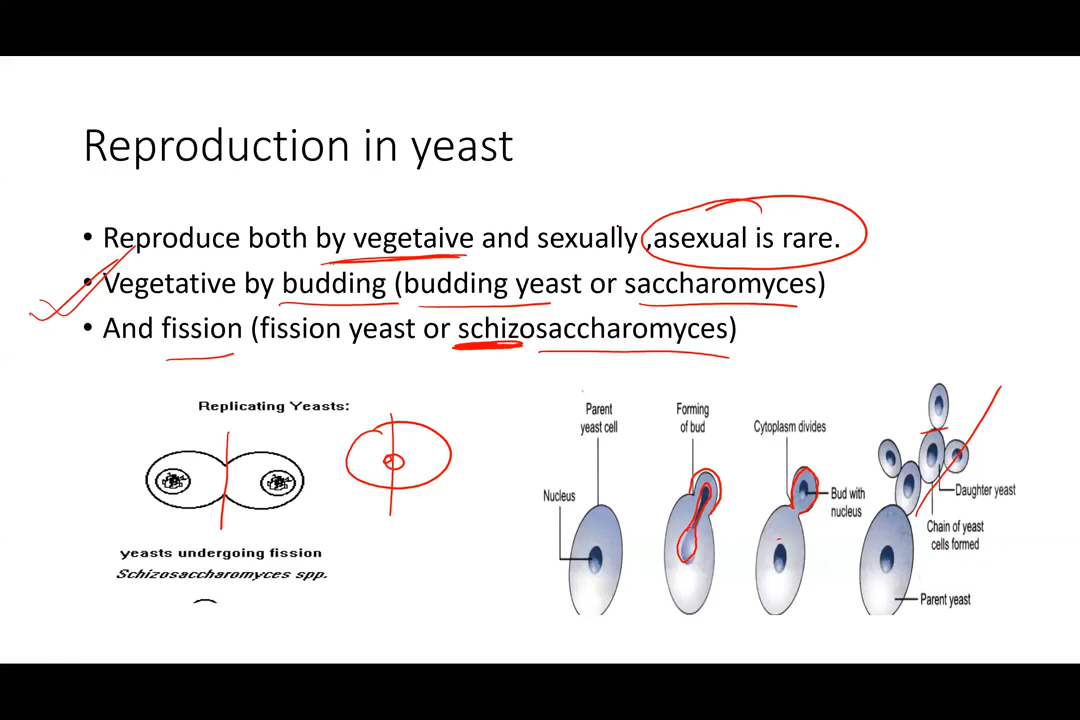 Reproduction in yeast
• Reproduce both by vegetaive and sexually ,asexual is rare.
• Vegetative by budding (budding yeast or saccharomyces)
• And fission (fission yeast or schizosaccharomyces)
Replicating Yeasts:
yeasts undergoing fission
Schizosaccharomyces spp.
Parent
yeast cell
Nucleus
Forming
of bud
Cytoplasm divides
Bud with
nucleus
Daughter yeast
Chain of yeast
cells formed
Parent yeast